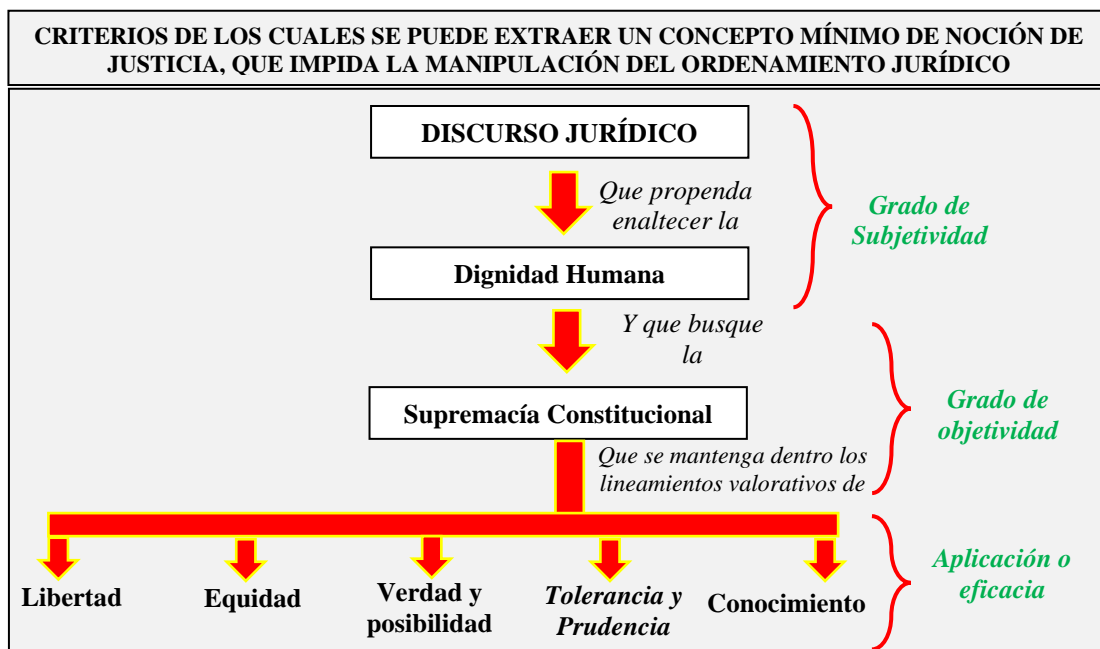 CRITERIOS DE LOS CUALES SE PUEDE EXTRAER UN CONCEPTO MÍNIMO DE NOCIÓN DE
JUSTICIA, QUE IMPIDA LA MANIPULACIÓN DEL ORDENAMIENTO JURÍDICO
DISCURSO JURÍDICO
Que propenda
enaltecer la
Grado de
Subjetividad
Dignidad Humana
Y que busque
la
Supremacía Constitucional
Grado de
objetividad
Que se mantenga dentro los
lineamientos valorativos de
Libertad
Equidad
Verdad y
posibilidad
Tolerancia y
Prudencia
Conocimiento
Aplicación o
eficacia